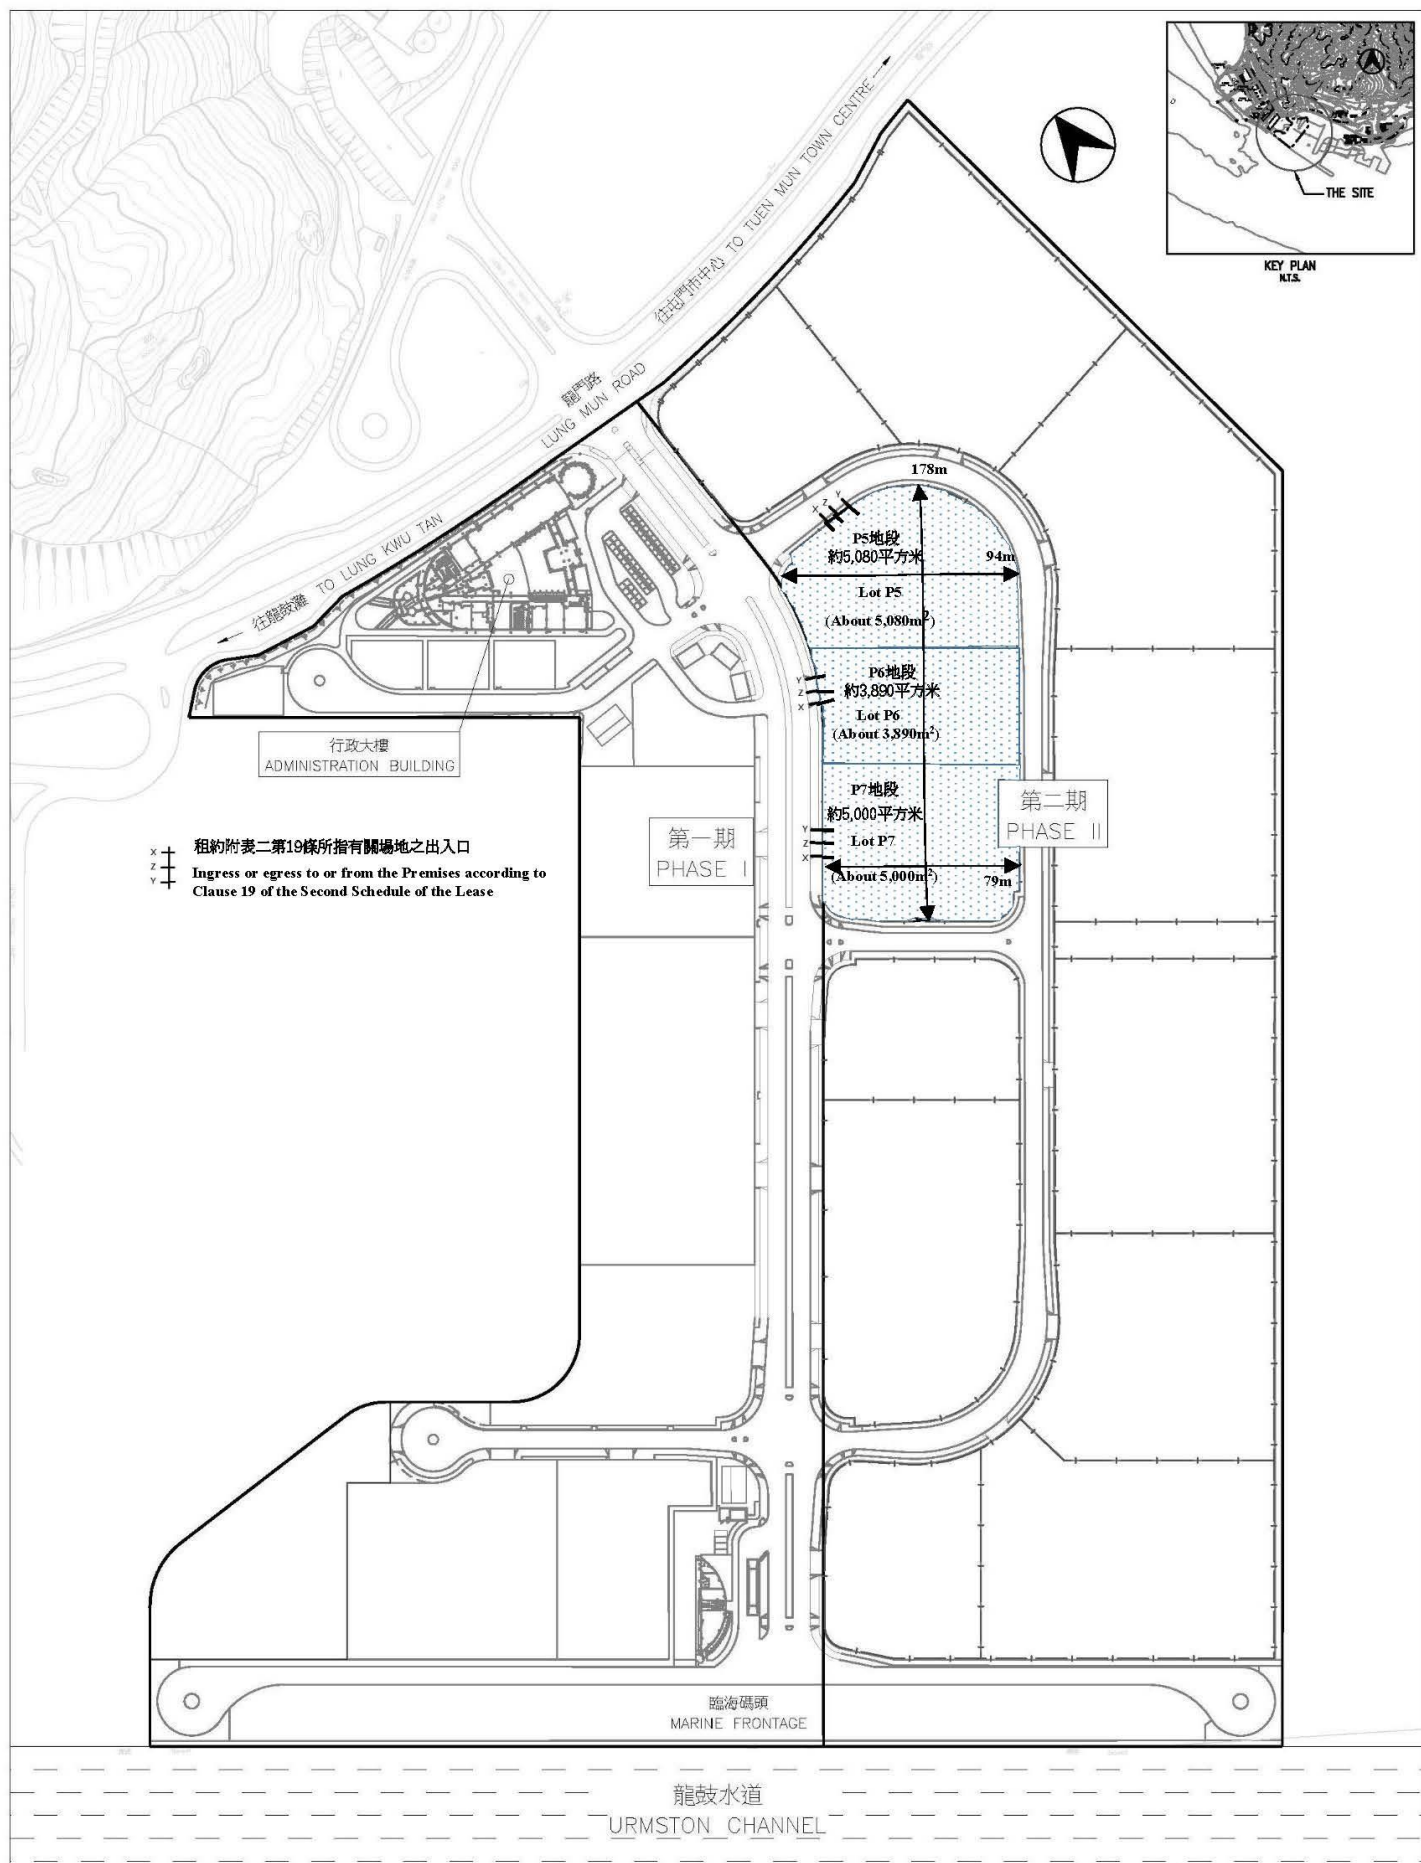 THE SITE
KEY PLAN
N.T.S.
往屯門市中心 TO TUEN MUN TOWN CENTRE
龍門路
LUNG MUN ROAD
往龍鼓灘 TO LUNG KWU TAN
178m
X Z Y
P5地段
約5,080平方米
94m
Lot P5
(About 5,080m²)
P6地段
約3,890平方米
Lot P6
(About 3,890m²)
Y
Z
X
行政大樓
ADMINISTRATION BUILDING
P7地段
約5,000平方米
Lot P7
(About 5,000m²)
79m
Y
Z
X
第一期
PHASE I
第二期
PHASE II
X
Z
Y
租約附表二第19條所指有關場地之出入口
Ingress or egress to or from the Premises according to
Clause 19 of the Second Schedule of the Lease
臨海碼頭
MARINE FRONTAGE
龍鼓水道
URMSTON CHANNEL